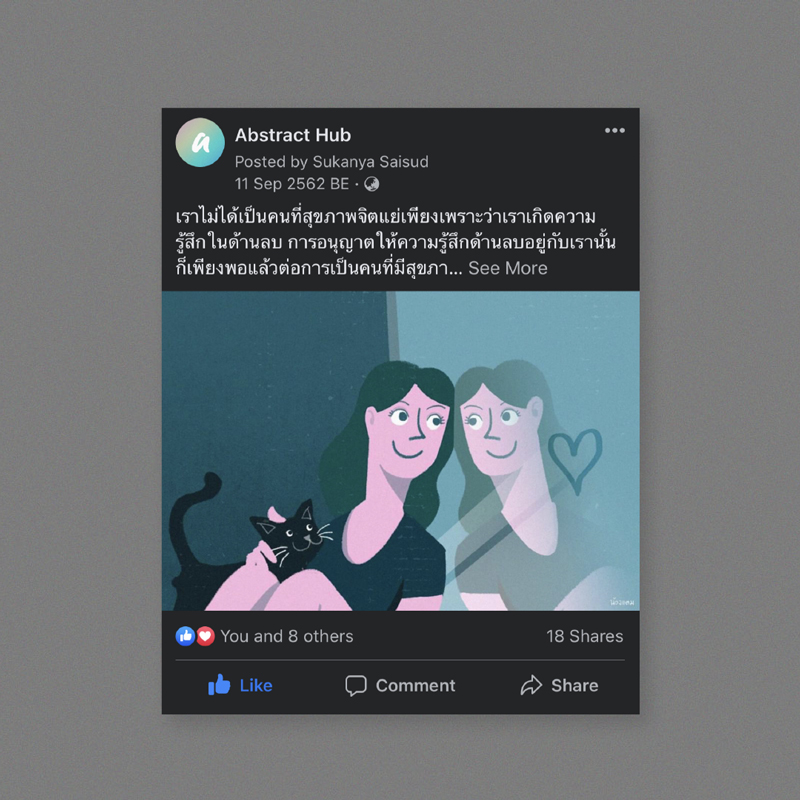 a
Abstract Hub
Posted by Sukanya Saisud
11 Sep 2562 BE ·
เราไม่ได้เป็นคนที่สุขภาพจิตแย่เพียงเพราะว่าเราเกิดความ
รู้สึกในด้านลบ การอนุญาตให้ความรู้สึกด้านลบอยู่กับเรานั้น
ก็เพียงพอแล้วต่อการเป็นคนที่มีสุขภา... See More
You and 8 others
18 Shares
Like
Comment
Share